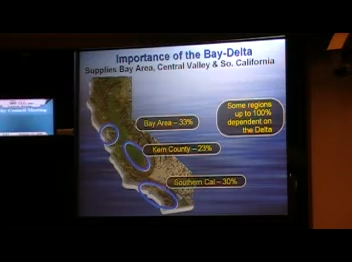 Importance of the Bay-Delta
Supplies Bay Area, Central Valley & So. California
Some regions
up to 100%
dependent on
the Delta
Bay Area – 33%
Kern County – 23%
Southern Cal – 30%